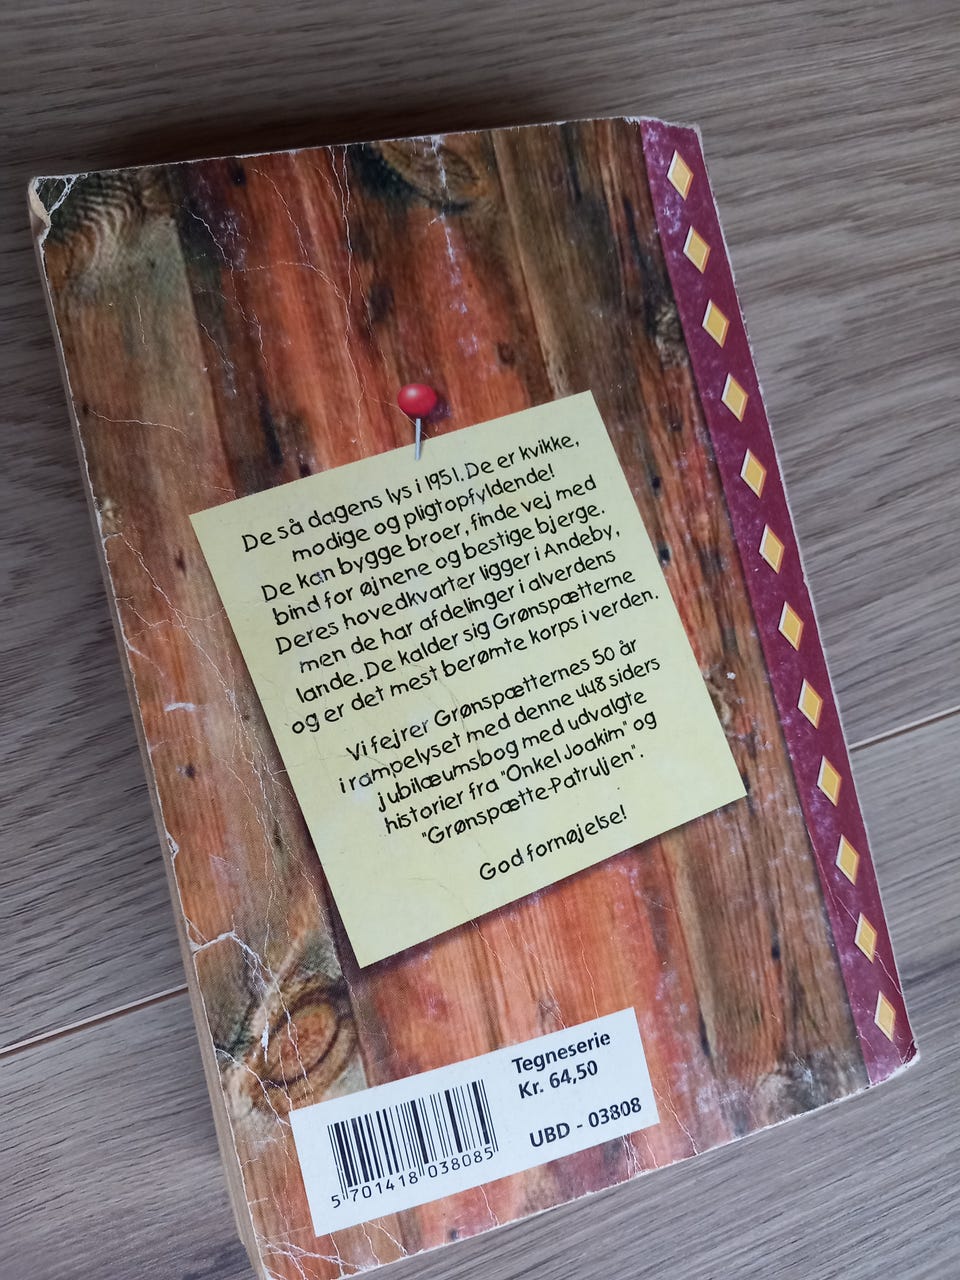 De så dagens lys i 1951. De er kvikke,
modige og pligtopfyldende!
De kan bygge broer, finde vej med
bind for øjnene og bestige bjerge.
Deres hovedkvarter ligger i Andeby,
men de har afdelinger i alverdens
lande. De kalder sig Grønspætterne
og er det mest berømte korps i verden.
Vi fejrer Grønspætternes 50 år
i rampelyset med denne 448 siders
jubilæumsbog med udvalgte
historier fra "Onkel Joakim" og
"Grønspætte-Patruljen".
God fornøjelse!
Tegneserie
Kr. 64,50
UBD - 03808
5 701418 038085